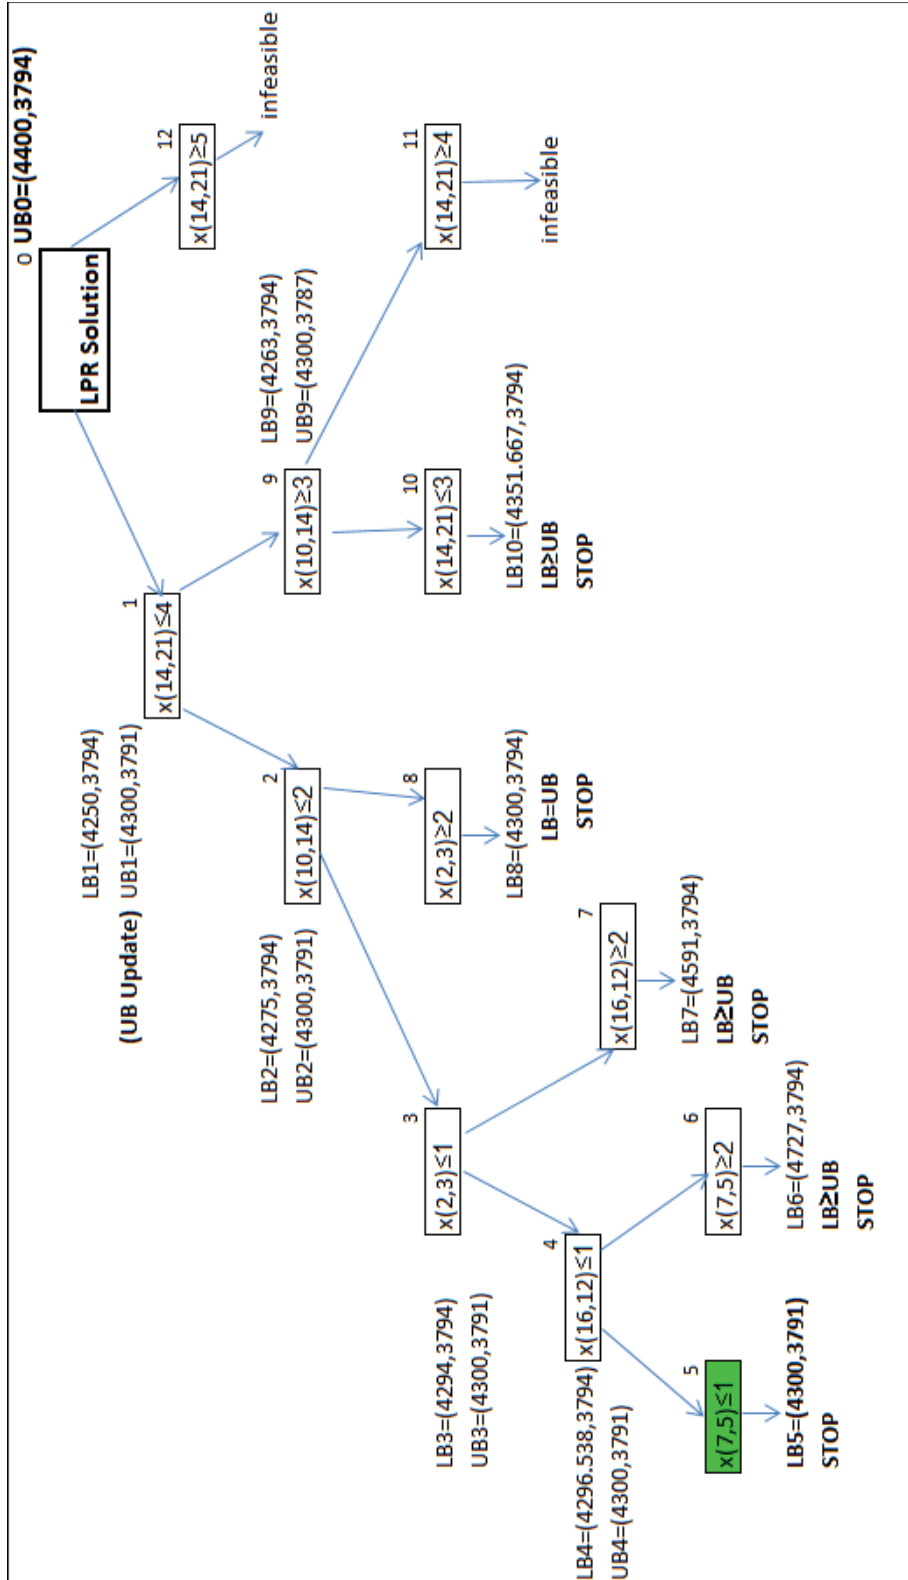 0 UB0=(4400,3794)
LPR Solution
12
x(14,21)≥5
infeasible
LB1=(4250,3794)
UB1=(4300,3791)
(UB Update)
1
x(14,21)≤4
LB9=(4263,3794)
UB9=(4300,3787)
9
x(10,14)≥3
11
x(14,21)≥4
infeasible
10
x(14,21)≤3
LB10=(4351.667,3794)
LB≥UB
STOP
LB2=(4275,3794)
UB2=(4300,3791)
2
x(10,14)≤2
8
x(2,3)≥2
LB8=(4300,3794)
LB=UB
STOP
LB3=(4294,3794)
UB3=(4300,3791)
3
x(2,3)≤1
7
x(16,12)≥2
LB7=(4591,3794)
LB≥UB
STOP
LB4=(4296.538,3794)
UB4=(4300,3791)
4
x(16,12)≤1
6
x(7,5)≥2
LB6=(4727,3794)
LB≥UB
STOP
5
x(7,5)≤1
LB5=(4300,3791)
STOP